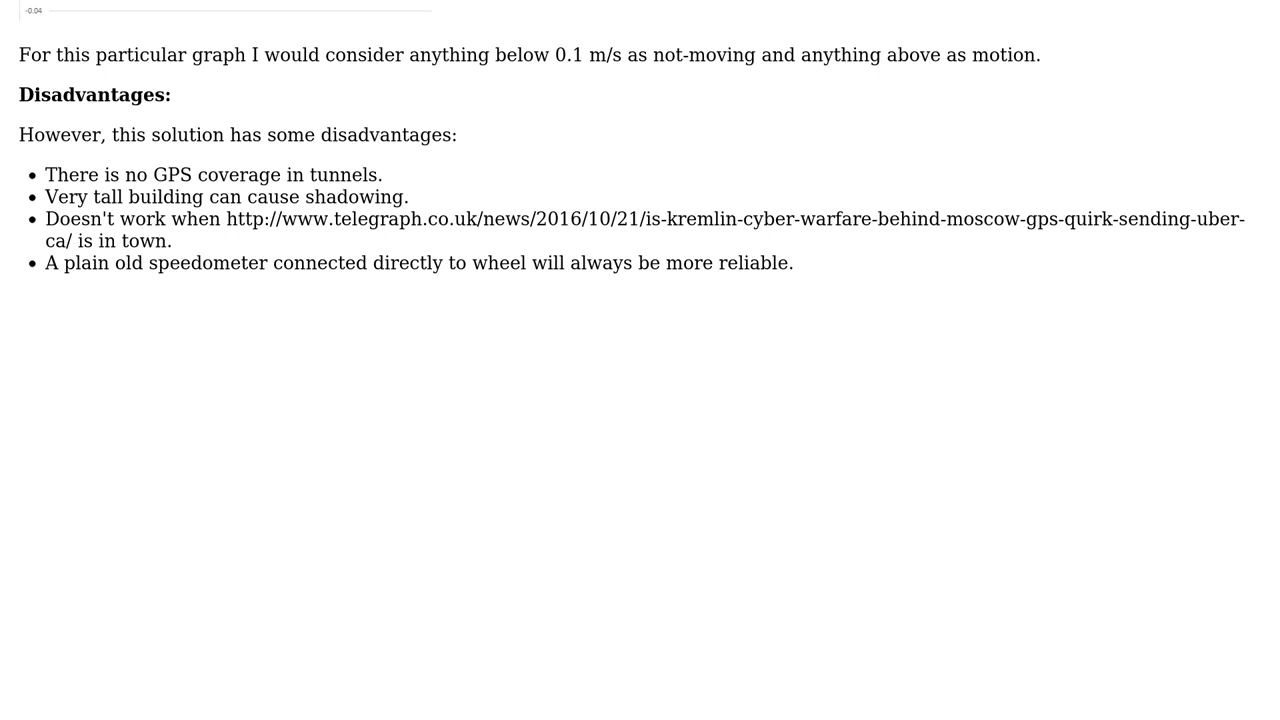 -0.04
For this particular graph I would consider anything below 0.1 m/s as not-moving and anything above as motion.
Disadvantages:
However, this solution has some disadvantages:
• There is no GPS coverage in tunnels.
• Very tall building can cause shadowing.
• Doesn't work when http://www.telegraph.co.uk/news/2016/10/21/is-kremlin-cyber-warfare-behind-moscow-gps-quirk-sending-uber-
ca/ is in town.
• A plain old speedometer connected directly to wheel will always be more reliable.